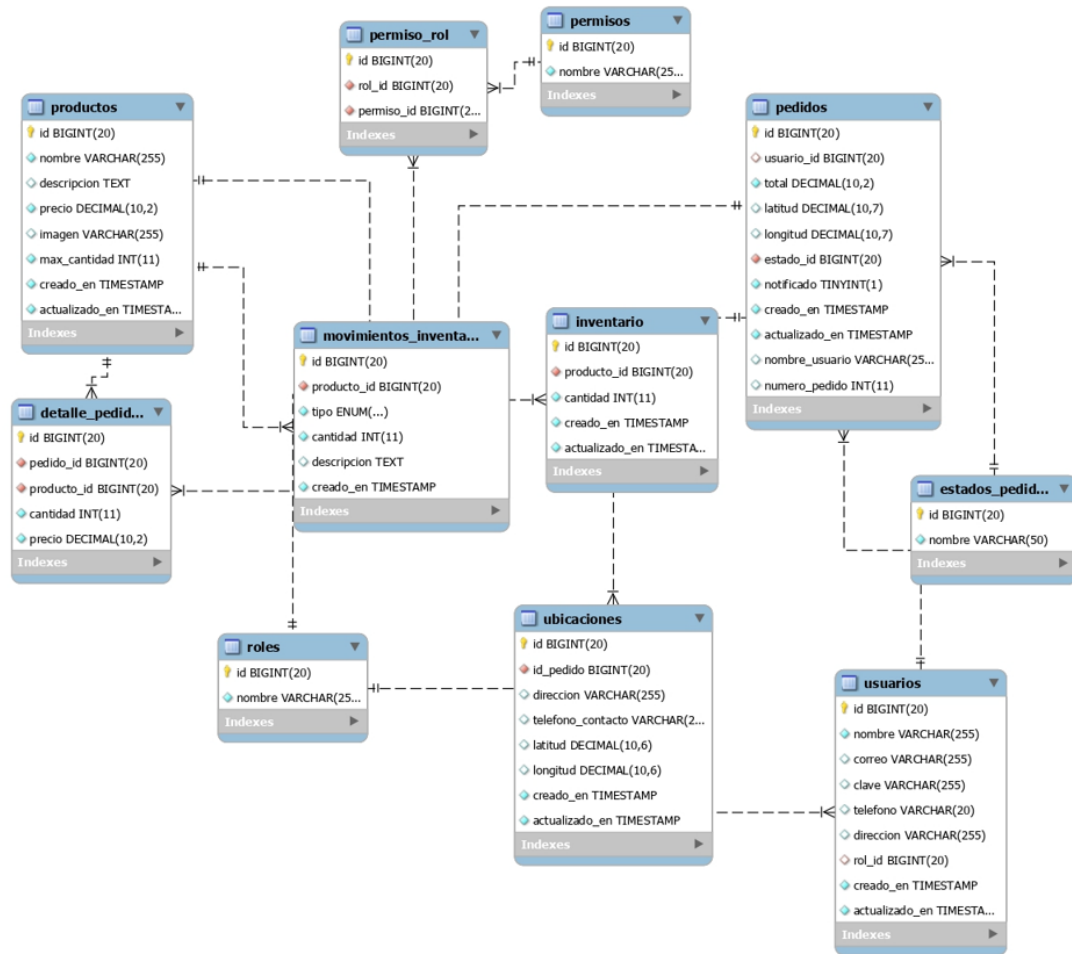 permiso_rol
id BIGINT(20)
rol_id BIGINT(20)
permiso_id BIGINT(2...
Indexes
permisos
id BIGINT(20)
nombre VARCHAR(25...
Indexes
productos
id BIGINT(20)
nombre VARCHAR(255)
descripcion TEXT
precio DECIMAL(10,2)
imagen VARCHAR(255)
max_cantidad INT(11)
creado_en TIMESTAMP
actualizado_en TIMESTA...
Indexes
pedidos
id BIGINT(20)
usuario_id BIGINT(20)
total DECIMAL(10,2)
latitud DECIMAL(10,7)
longitud DECIMAL(10,7)
estado_id BIGINT(20)
notificado TINYINT(1)
creado_en TIMESTAMP
actualizado_en TIMESTAMP
nombre_usuario VARCHAR(25...
numero_pedido INT(11)
Indexes
movimientos_inventa...
id BIGINT(20)
producto_id BIGINT(20)
tipo ENUM(...)
cantidad INT(11)
descripcion TEXT
creado_en TIMESTAMP
Indexes
inventario
id BIGINT(20)
producto_id BIGINT(20)
cantidad INT(11)
creado_en TIMESTAMP
actualizado_en TIMESTA...
Indexes
detalle_pedid...
id BIGINT(20)
pedido_id BIGINT(20)
producto_id BIGINT(20)
cantidad INT(11)
precio DECIMAL(10,2)
Indexes
estados_pedid...
id BIGINT(20)
nombre VARCHAR(50)
Indexes
roles
id BIGINT(20)
nombre VARCHAR(25...
Indexes
ubicaciones
id BIGINT(20)
id_pedido BIGINT(20)
direccion VARCHAR(255)
telefono_contacto VARCHAR(2...
latitud DECIMAL(10,6)
longitud DECIMAL(10,6)
creado_en TIMESTAMP
actualizado_en TIMESTAMP
Indexes
usuarios
id BIGINT(20)
nombre VARCHAR(255)
correo VARCHAR(255)
clave VARCHAR(255)
telefono VARCHAR(20)
direccion VARCHAR(255)
rol_id BIGINT(20)
creado_en TIMESTAMP
actualizado_en TIMESTA...
Indexes